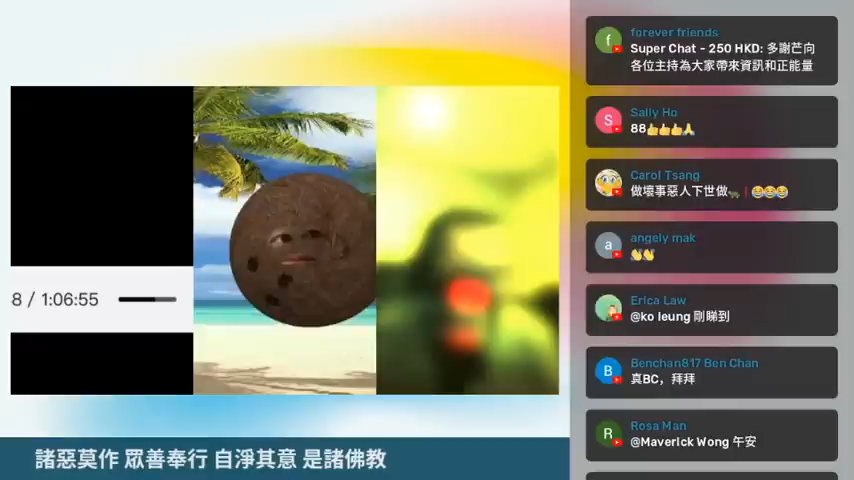 8 / 1:06:55
諸惡莫作 眾善奉行 自淨其意 是諸佛教
f
forever friends
Super Chat - 250 HKD: 多謝芒向
各位主持為大家帶來資訊和正能量
S
Sally Ho
88👍👍👍🙏
Carol Tsang
做壞事惡人下世做🐢❗😂😂😂
a
angely mak
👋👋
Erica Law
@ko leung 剛睇到
B
Benchan817 Ben Chan
真BC，拜拜
R
Rosa Man
@Maverick Wong 午安